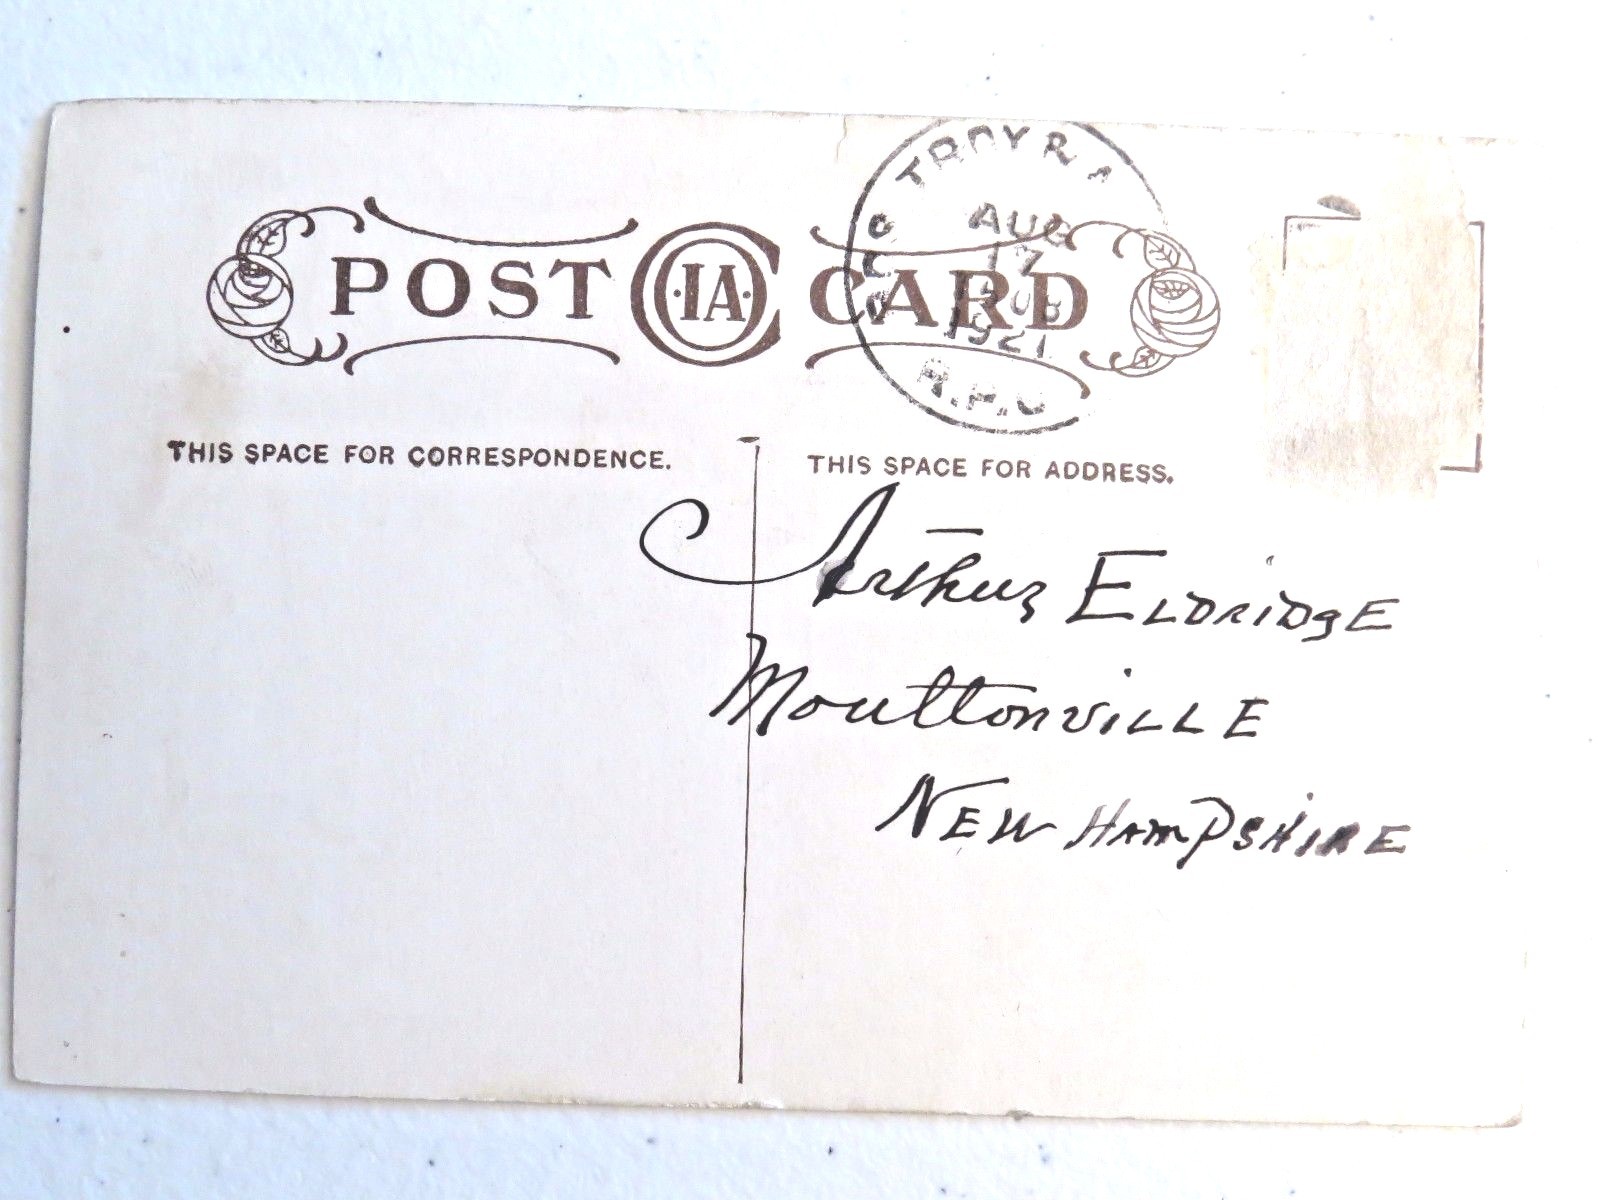 POST CARD
·IA·
TROY R
AUG
17
1921
R.P.O
THIS SPACE FOR CORRESPONDENCE.
THIS SPACE FOR ADDRESS.
Arthur ELDRIDgE
MoultonviLLE
NEW HAMPSHIRE